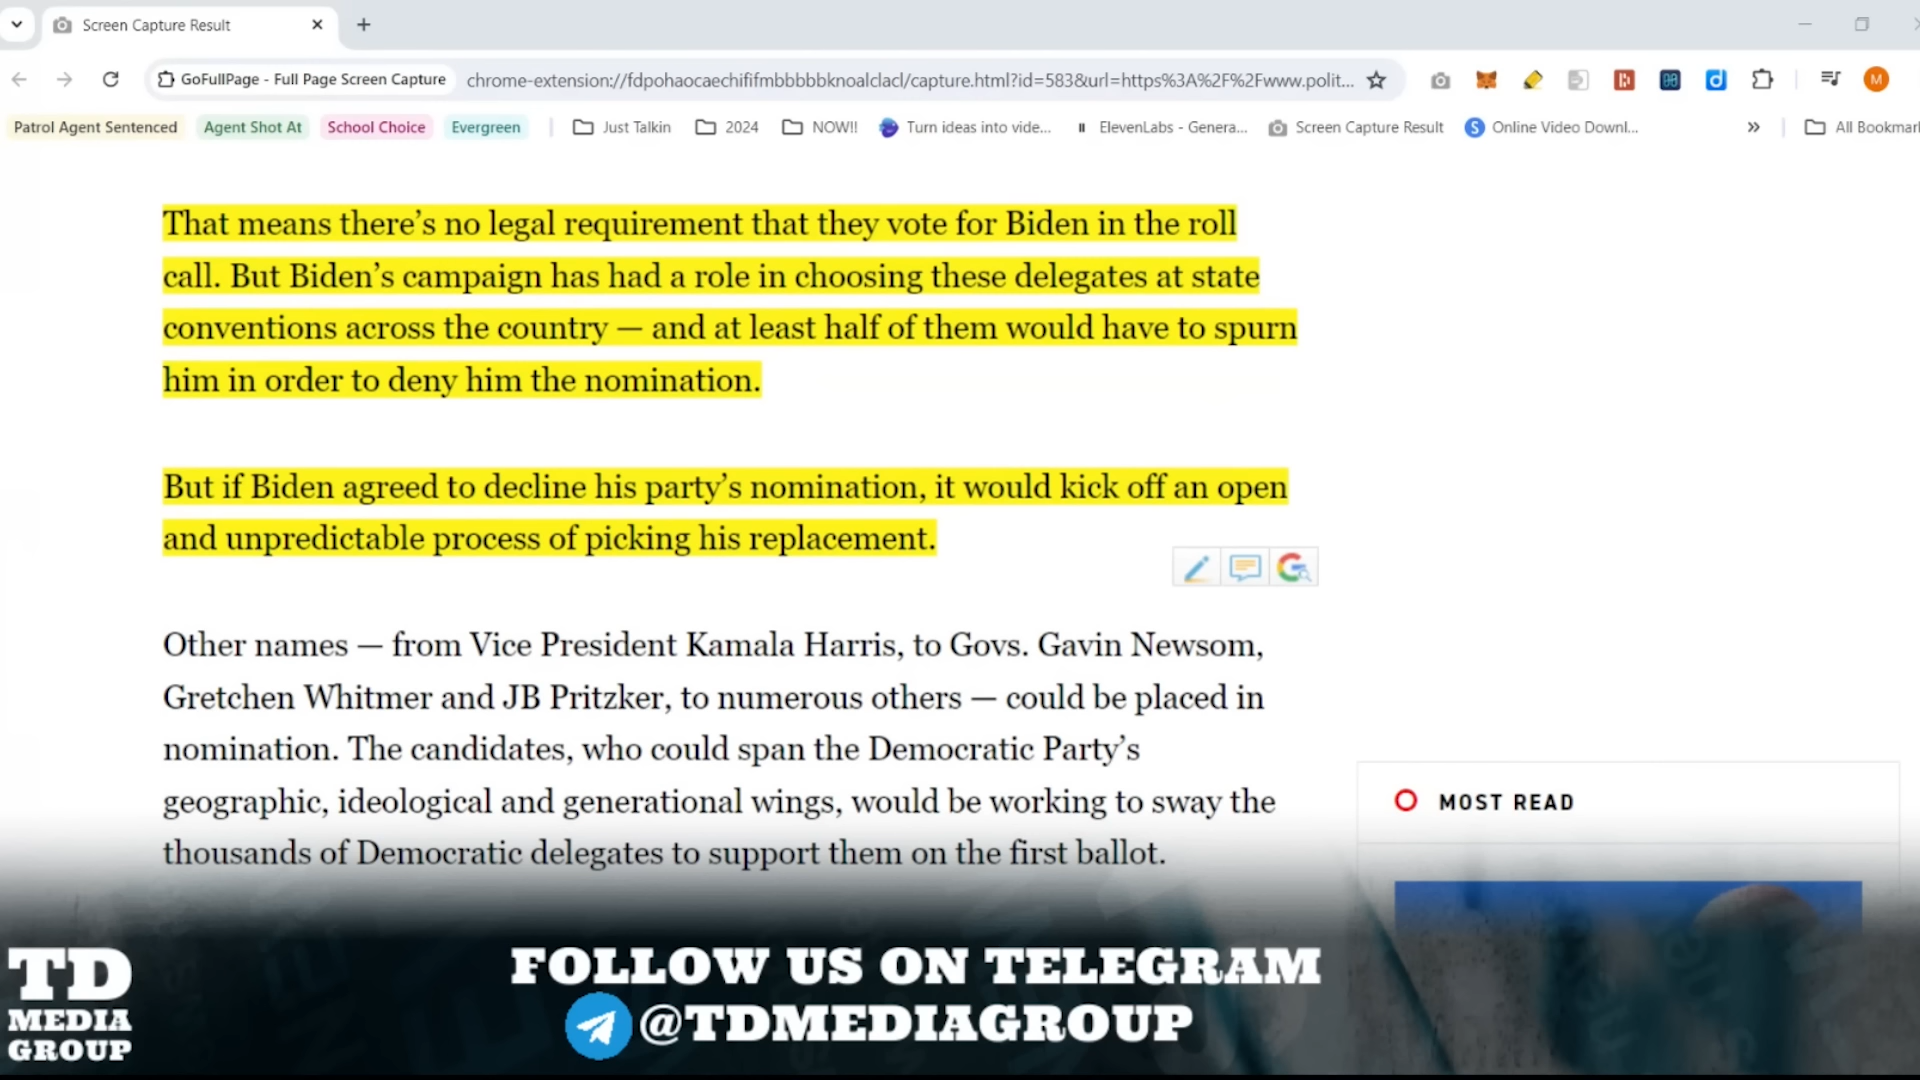 Screen Capture Result
GoFullPage - Full Page Screen Capture
chrome-extension://fdpohaocaechififmbbbbbknoalclacl/capture.html?id=583&url=https%3A%2F%2Fwww.polit...
M
Patrol Agent Sentenced
Agent Shot At
School Choice
Evergreen
Just Talkin
2024
NOW!!
Turn ideas into vide...
ElevenLabs - Genera...
Screen Capture Result
S
Online Video Downl...
All Bookmar
That means there’s no legal requirement that they vote for Biden in the roll
call. But Biden’s campaign has had a role in choosing these delegates at state
conventions across the country — and at least half of them would have to spurn
him in order to deny him the nomination.
But if Biden agreed to decline his party’s nomination, it would kick off an open
and unpredictable process of picking his replacement.
Other names — from Vice President Kamala Harris, to Govs. Gavin Newsom,
Gretchen Whitmer and JB Pritzker, to numerous others — could be placed in
nomination. The candidates, who could span the Democratic Party’s
geographic, ideological and generational wings, would be working to sway the
thousands of Democratic delegates to support them on the first ballot.
MOST READ
TD
MEDIA
GROUP
FOLLOW US ON TELEGRAM
@TDMEDIAGROUP